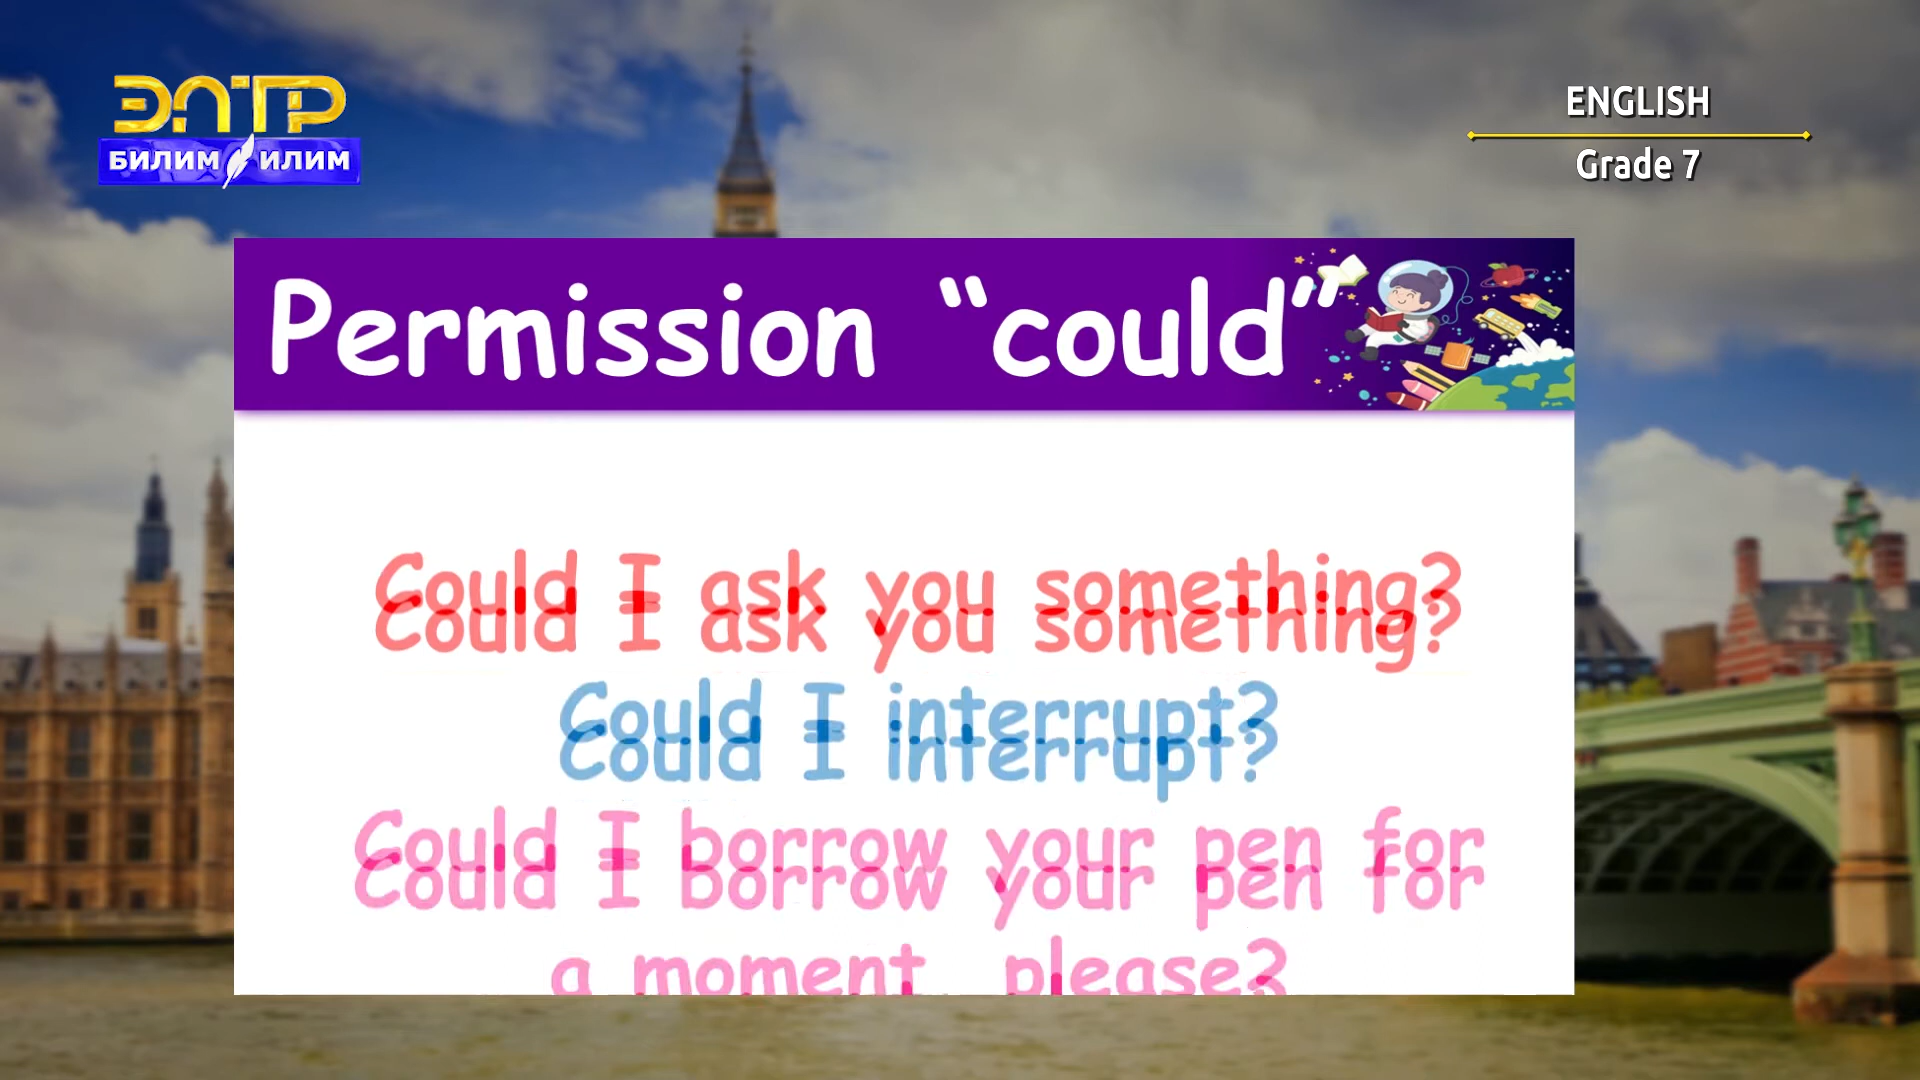 ЭЛТР
БИЛИМ ИЛИМ
ENGLISH
Grade 7
Permission “could”
Could I ask you something?
Could I interrupt?
Could I borrow your pen for
a moment, please?